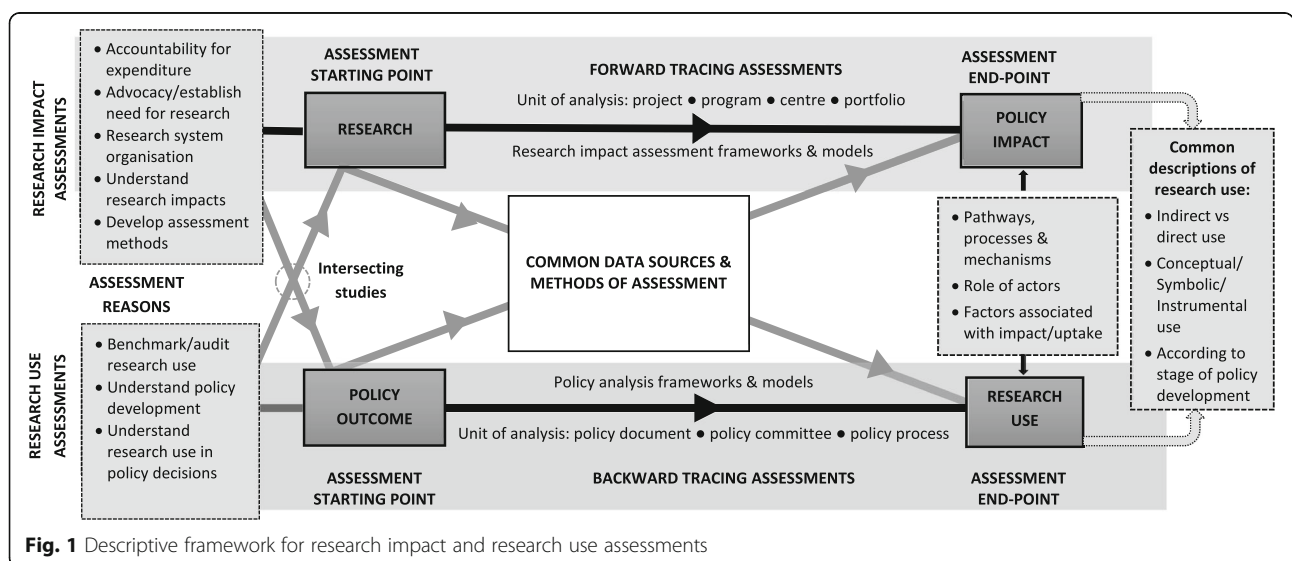 RESEARCH IMPACT
ASSESSMENTS
● Accountability for
expenditure
● Advocacy/establish
need for research
● Research system
organisation
● Understand
research impacts
● Develop assessment
methods
ASSESSMENT
STARTING POINT
RESEARCH
FORWARD TRACING ASSESSMENTS
Unit of analysis: project ● program ● centre ● portfolio
Research impact assessment frameworks & models
ASSESSMENT
END-POINT
POLICY
IMPACT
Common
descriptions of
research use:
● Indirect vs
direct use
● Conceptual/
Symbolic/
Instrumental
use
● According to
stage of policy
development
ASSESSMENT
REASONS
Intersecting
studies
COMMON DATA SOURCES &
METHODS OF ASSESSMENT
● Pathways,
processes &
mechanisms
● Role of actors
● Factors associated
with impact/uptake
RESEARCH USE
ASSESSMENTS
● Benchmark/audit
research use
● Understand policy
development
● Understand
research use in
policy decisions
POLICY
OUTCOME
Policy analysis frameworks & models
Unit of analysis: policy document ● policy committee ● policy process
RESEARCH
USE
ASSESSMENT
STARTING POINT
BACKWARD TRACING ASSESSMENTS
ASSESSMENT
END-POINT
Fig. 1 Descriptive framework for research impact and research use assessments